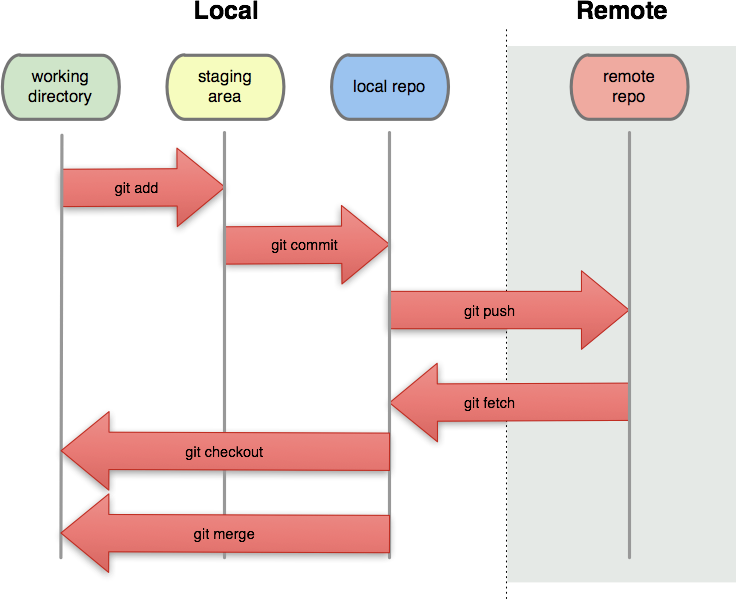 Local
Remote
working
directory
staging
area
local repo
remote
repo
git add
git commit
git push
git fetch
git checkout
git merge